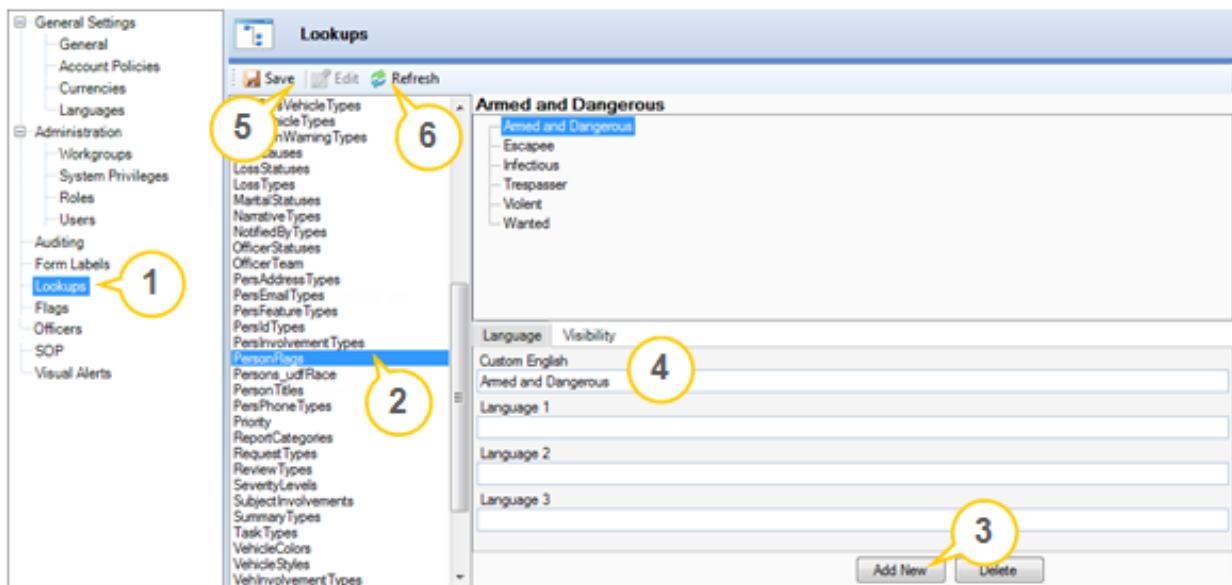 General Settings
General
Account Policies
Currencies
Languages
Administration
Workgroups
System Privileges
Roles
Users
Auditing
Form Labels
Lookups
Flags
Officers
SOP
Visual Alerts
1
Lookups
Save Edit Refresh
5
6
VehicleTypes
WarningTypes
LossStatuses
LossTypes
MaritalStatuses
NarrativeTypes
NotifiedByTypes
OfficerStatuses
OfficerTeam
PersAddressTypes
PersEmailTypes
PersFeatureTypes
PersIdTypes
PersInvolvementTypes
PersonFlags
Persons_udfRace
PersonTitles
PersPhoneTypes
Priority
ReportCategories
RequestTypes
ReviewTypes
SeverityLevels
SubjectInvolvements
SummaryTypes
TaskTypes
VehicleColors
VehicleStyles
VehInvolvementTypes
2
Armed and Dangerous
Armed and Dangerous
Escapee
Infectious
Trespasser
Violent
Wanted
Language Visibility
Custom English
4
Armed and Dangerous
Language 1
Language 2
Language 3
3
Add New Delete